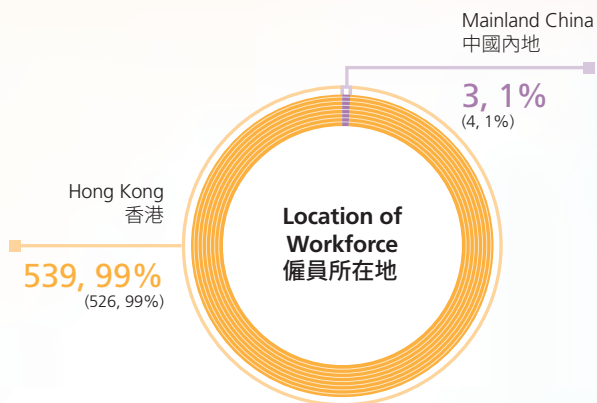 Mainland China
中國內地
3, 1%
(4, 1%)
Hong Kong
香港
539, 99%
(526, 99%)
Location of
Workforce
僱員所在地